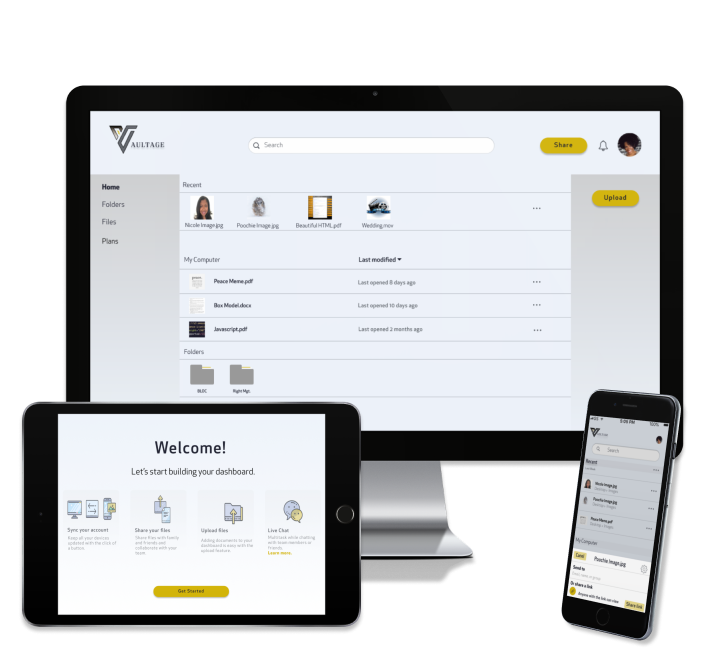 VAULTAGE
Search
Share
Home
Folders
Files
Plans
Recent
Upload
Nicole Image.jpg
Poochie Image.jpg
Beautiful HTML.pdf
Wedding.mov
My Computer
Last modified
Peace Meme.pdf
Last opened 8 days ago
Box Model.docx
Last opened 10 days ago
Javascript.pdf
Last opened 2 months ago
Folders
BLOC
Right Mgt.
Welcome!
Let's start building your dashboard.
Sync your account
Keep all your devices
updated with the click of
a button.
Share your files
Share files with family
and friends and
collaborate with your
team
Upload files
Adding documents to your
dashboard is easy with the
upload feature.
Live Chat
Multitask while chatting
with team members or
friends.
Learn more.
Get Started
5:09 PM
100%
Search
Recent
Nicole Image.jpg
Poochie Image.jpg
Peace Meme.pdf
My Computer
Poochie Image.jpg
Send to
Or share a link
Anyone with the link can view
Share link